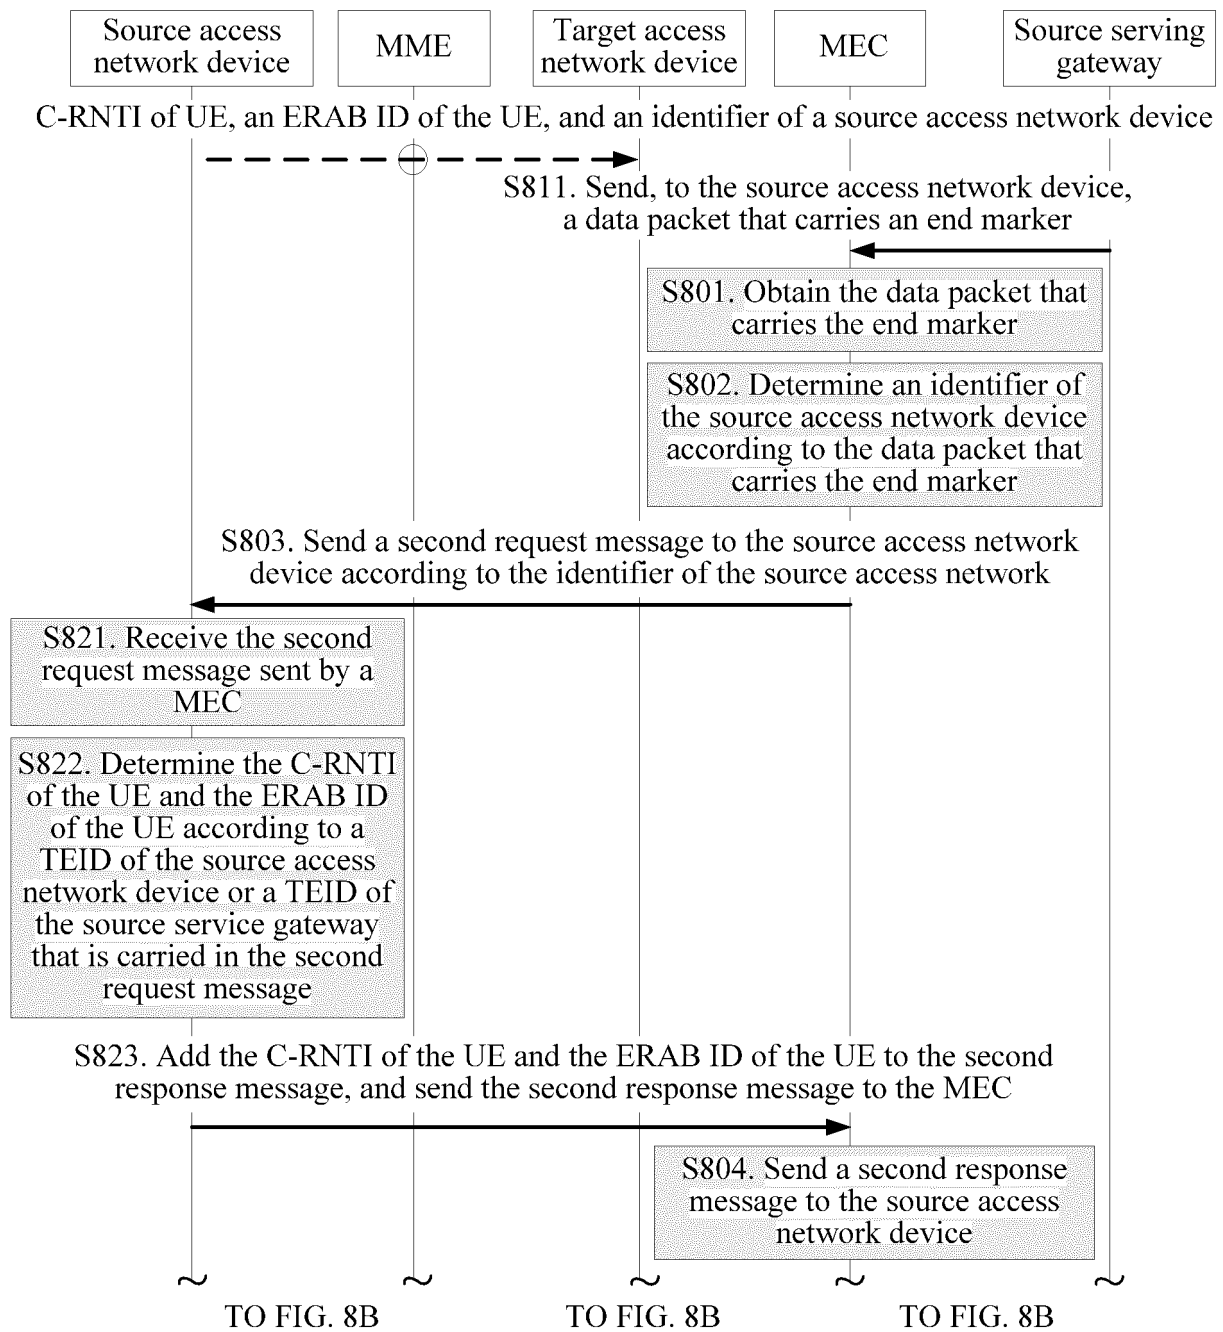 Source access
network device
MME
Target access
network device
MEC
Source serving
gateway
C-RNTI of UE, an ERAB ID of the UE, and an identifier of a source access network device
S811. Send, to the source access network device,
a data packet that carries an end marker
S801. Obtain the data packet that
carries the end marker
S802. Determine an identifier of
the source access network device
according to the data packet that
carries the end marker
S803. Send a second request message to the source access network
device according to the identifier of the source access network
S821. Receive the second
request message sent by a
MEC
S822. Determine the C-RNTI
of the UE and the ERAB ID
of the UE according to a
TEID of the source access
network device or a TEID of
the source service gateway
that is carried in the second
request message
S823. Add the C-RNTI of the UE and the ERAB ID of the UE to the second
response message, and send the second response message to the MEC
S804. Send a second response
message to the source access
network device
TO FIG. 8B
TO FIG. 8B
TO FIG. 8B